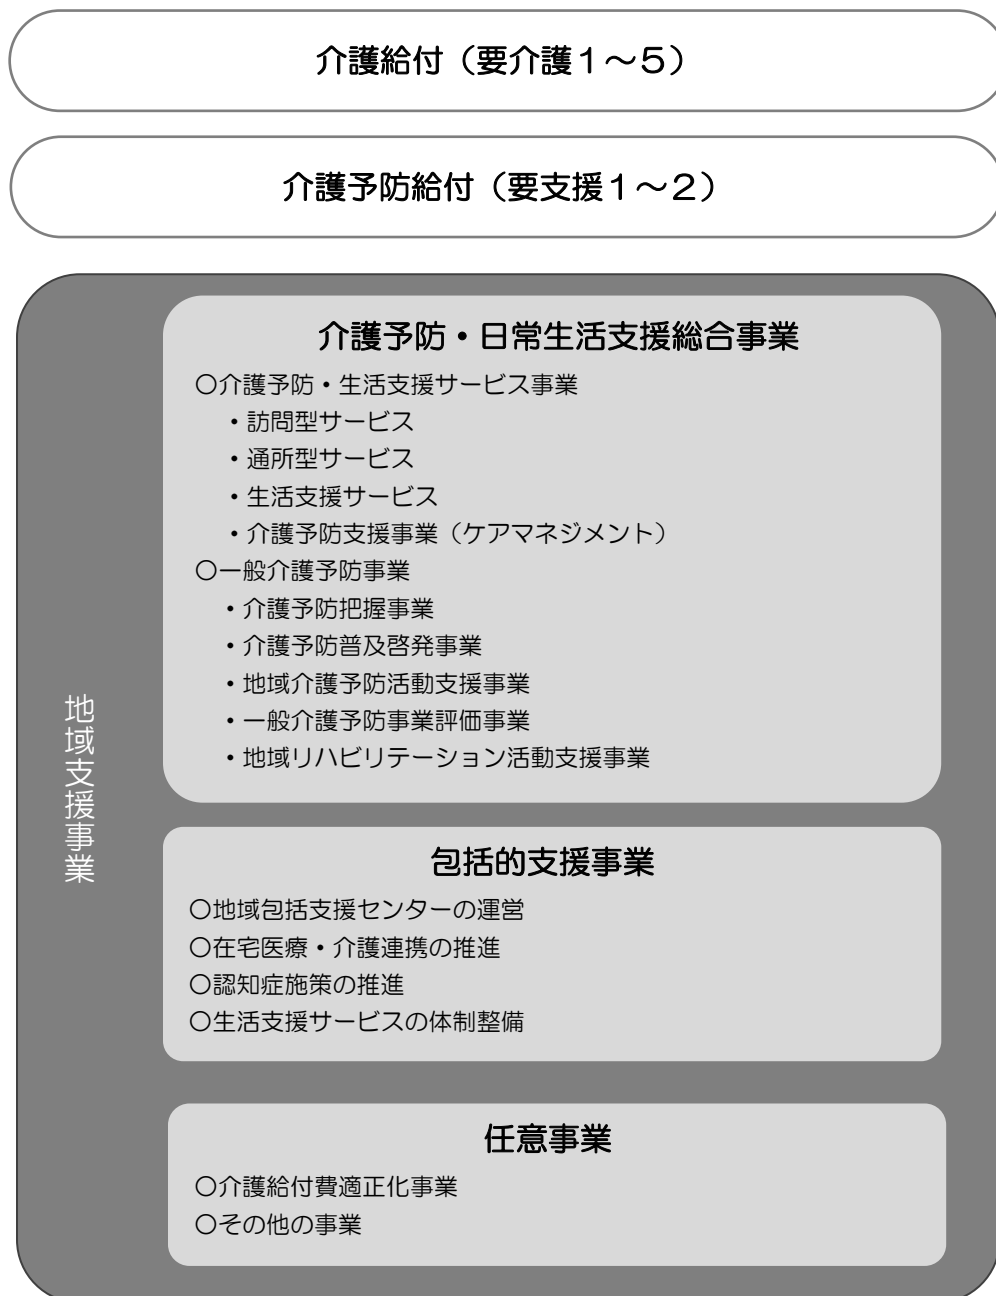 介護給付（要介護１～５）
介護予防給付（要支援１～２）
地域支援事業
介護予防・日常生活支援総合事業
○介護予防・生活支援サービス事業
・訪問型サービス
・通所型サービス
・生活支援サービス
・介護予防支援事業（ケアマネジメント）
○一般介護予防事業
・介護予防把握事業
・介護予防普及啓発事業
・地域介護予防活動支援事業
・一般介護予防事業評価事業
・地域リハビリテーション活動支援事業
包括的支援事業
○地域包括支援センターの運営
○在宅医療・介護連携の推進
○認知症施策の推進
○生活支援サービスの体制整備
任意事業
○介護給付費適正化事業
○その他の事業